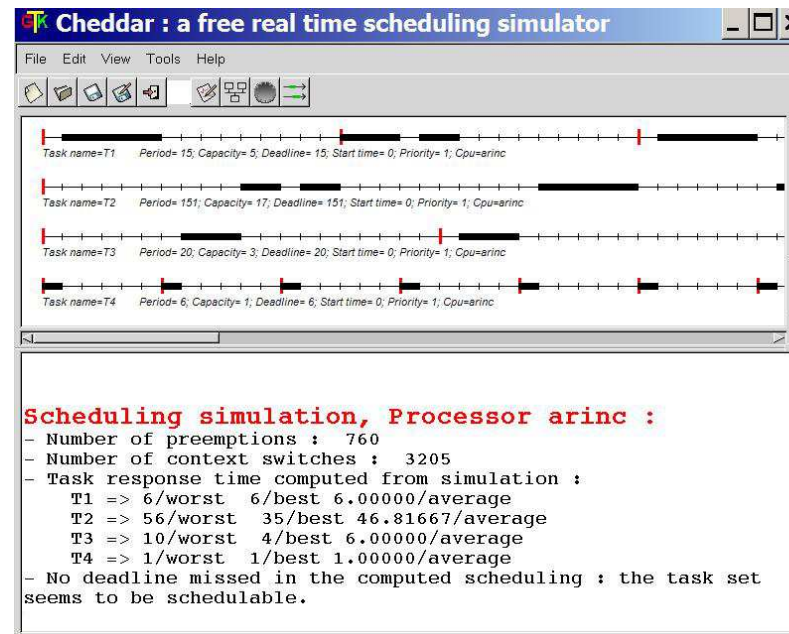 GTK Cheddar : a free real time scheduling simulator
File Edit View Tools Help
Task name=T1 Period= 15; Capacity= 5; Deadline= 15; Start time= 0; Priority= 1; Cpu=arinc
Task name=T2 Period= 151; Capacity= 17; Deadline= 151; Start time= 0; Priority= 1; Cpu=arinc
Task name=T3 Period= 20; Capacity= 3; Deadline= 20; Start time= 0; Priority= 1; Cpu=arinc
Task name=T4 Period= 6; Capacity= 1; Deadline= 6; Start time= 0; Priority= 1; Cpu=arinc
Scheduling simulation, Processor arinc :
- Number of preemptions : 760
- Number of context switches : 3205
- Task response time computed from simulation :
T1 => 6/worst 6/best 6.00000/average
T2 => 56/worst 35/best 46.81667/average
T3 => 10/worst 4/best 6.00000/average
T4 => 1/worst 1/best 1.00000/average
- No deadline missed in the computed scheduling : the task set
seems to be schedulable.